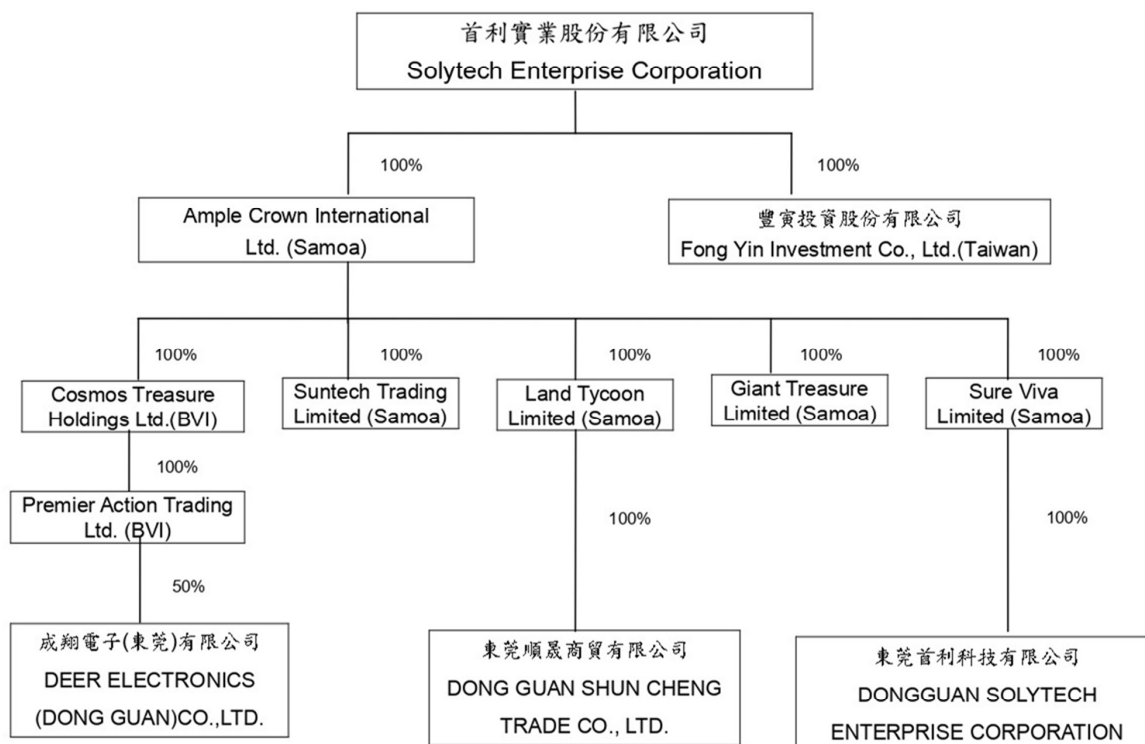 首利實業股份有限公司
Solytech Enterprise Corporation
100%
100%
Ample Crown International
Ltd. (Samoa)
豐寅投資股份有限公司
Fong Yin Investment Co., Ltd.(Taiwan)
100%
100%
100%
100%
100%
Cosmos Treasure
Holdings Ltd.(BVI)
Suntech Trading
Limited (Samoa)
Land Tycoon
Limited (Samoa)
Giant Treasure
Limited (Samoa)
Sure Viva
Limited (Samoa)
100%
Premier Action Trading
Ltd. (BVI)
100%
100%
50%
成翔電子(東莞)有限公司
DEER ELECTRONICS
(DONG GUAN)CO.,LTD.
東莞順晟商貿有限公司
DONG GUAN SHUN CHENG
TRADE CO., LTD.
東莞首利科技有限公司
DONGGUAN SOLYTECH
ENTERPRISE CORPORATION